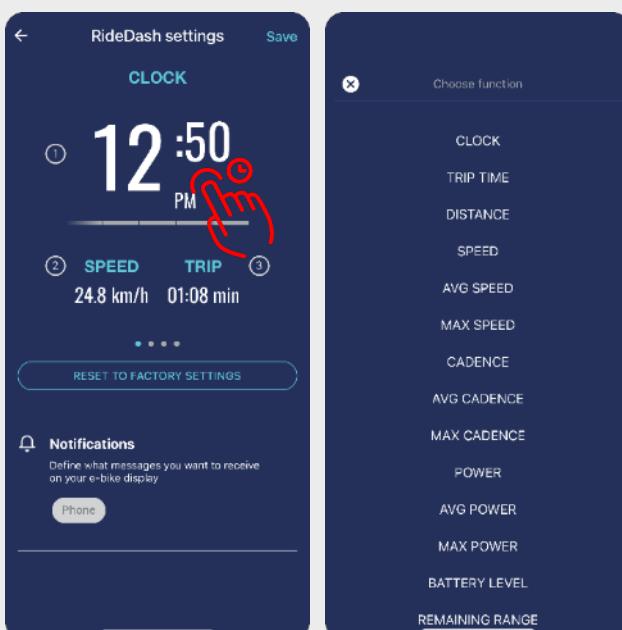 RideDash settings
Save
CLOCK
1
12 :50
PM
2
SPEED
TRIP
3
24.8 km/h
01:08 min
RESET TO FACTORY SETTINGS
Notifications
Define what messages you want to receive
on your e-bike display
Phone
Choose function
CLOCK
TRIP TIME
DISTANCE
SPEED
AVG SPEED
MAX SPEED
CADENCE
AVG CADENCE
MAX CADENCE
POWER
AVG POWER
MAX POWER
BATTERY LEVEL
REMAINING RANGE